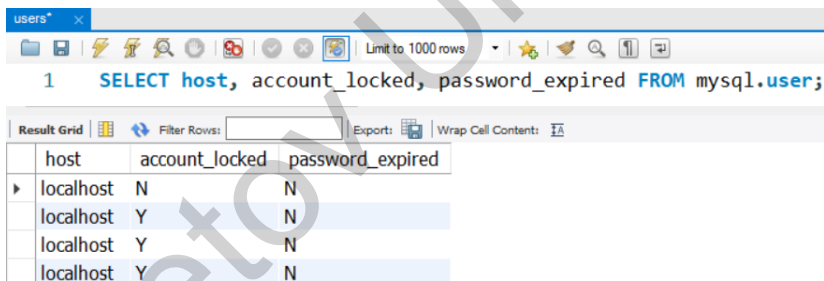 users*
Limit to 1000 rows
1 SELECT host, account_locked, password_expired FROM mysql.user;
Result Grid Filter Rows: Export: Wrap Cell Content:
host account_locked password_expired
localhost N N
localhost Y N
localhost Y N
localhost Y N